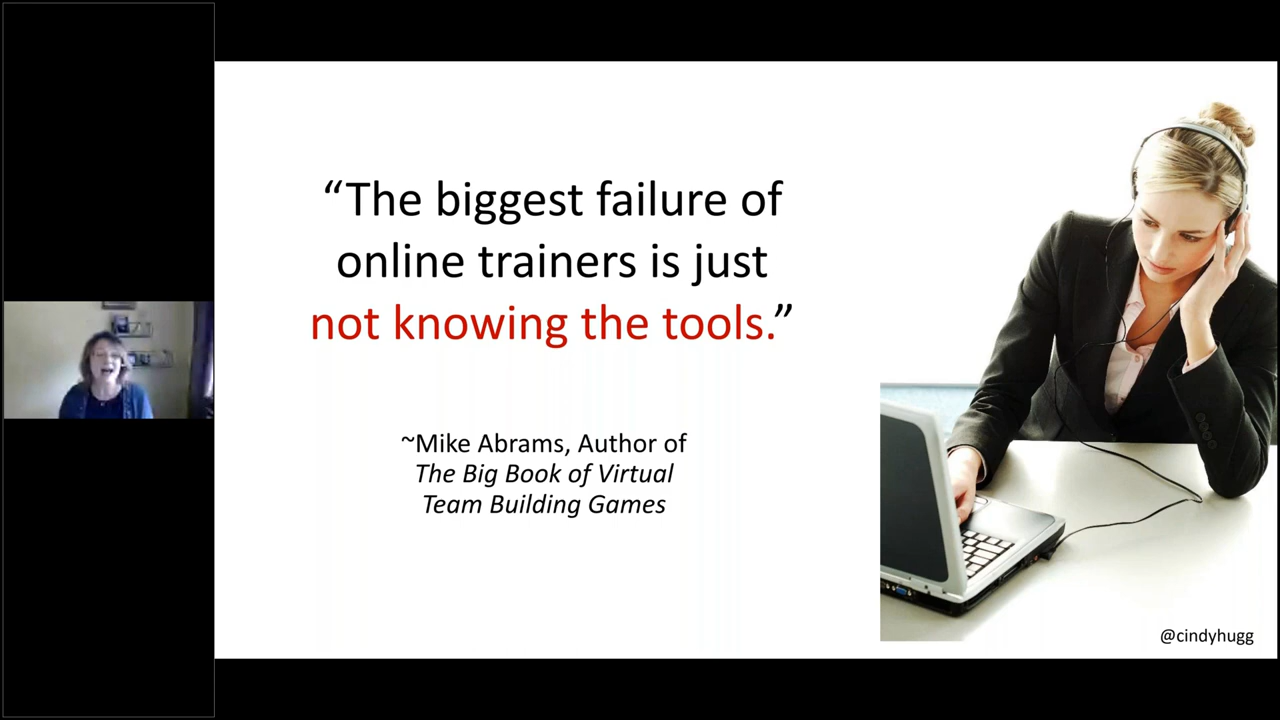 “The biggest failure of
online trainers is just
not knowing the tools.”
~Mike Abrams, Author of
The Big Book of Virtual
Team Building Games
@cindyhugg